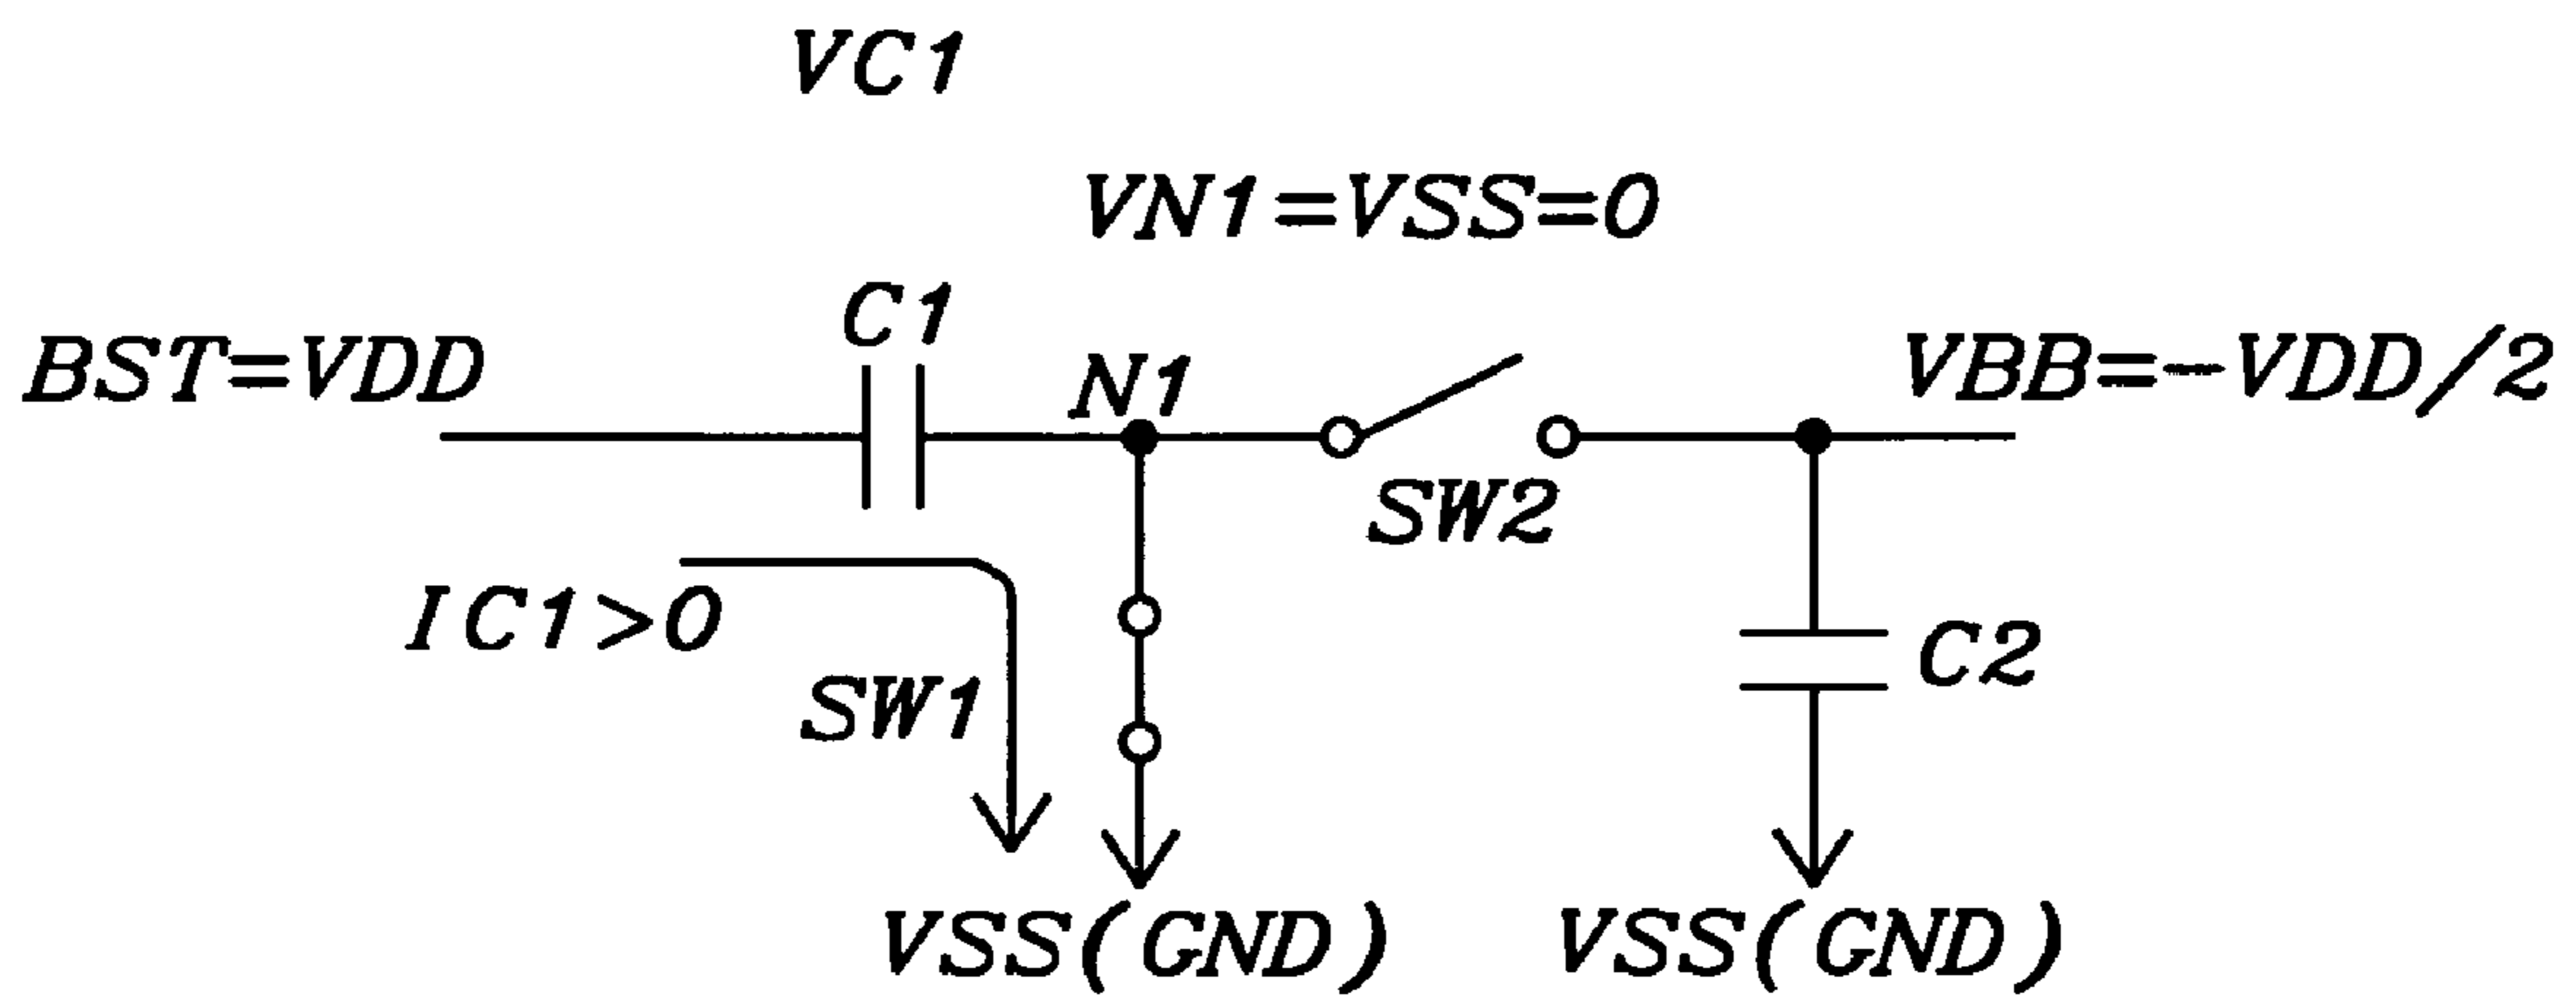 VC1
VN1=VSS=0
C1
BST=VDD
N1
VBB=-VDD/2
SW2
IC1>0
C2
SW1
VSS(GND)
VSS(GND)